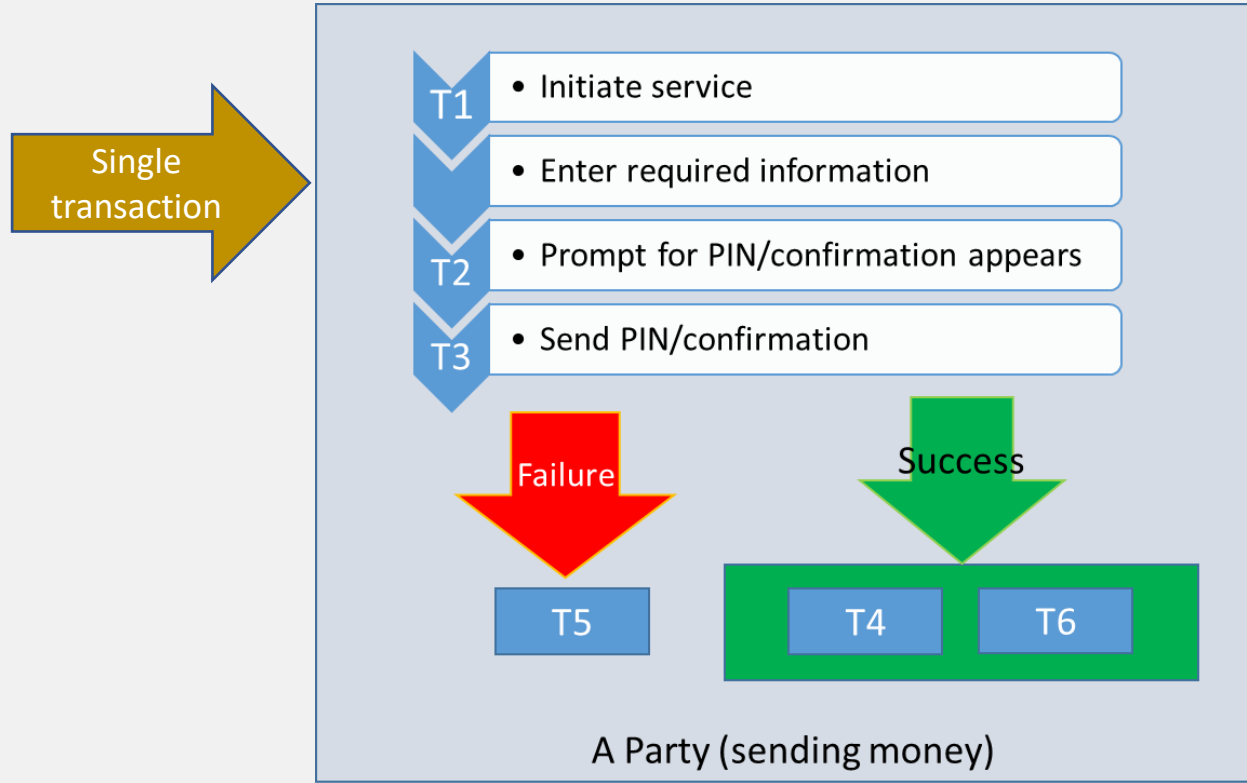 Single
transaction
T1
• Initiate service
• Enter required information
T2
• Prompt for PIN/confirmation appears
T3
• Send PIN/confirmation
Failure
Success
T5
T4
T6
A Party (sending money)